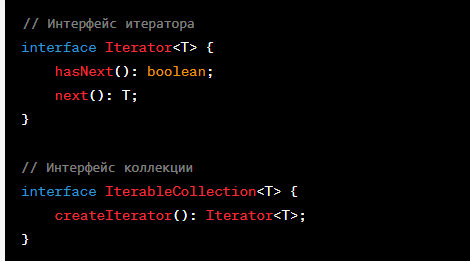 // Интерфейс итератора
interface Iterator<T> {
    hasNext(): boolean;
    next(): T;
}

// Интерфейс коллекции
interface IterableCollection<T> {
    createIterator(): Iterator<T>;
}